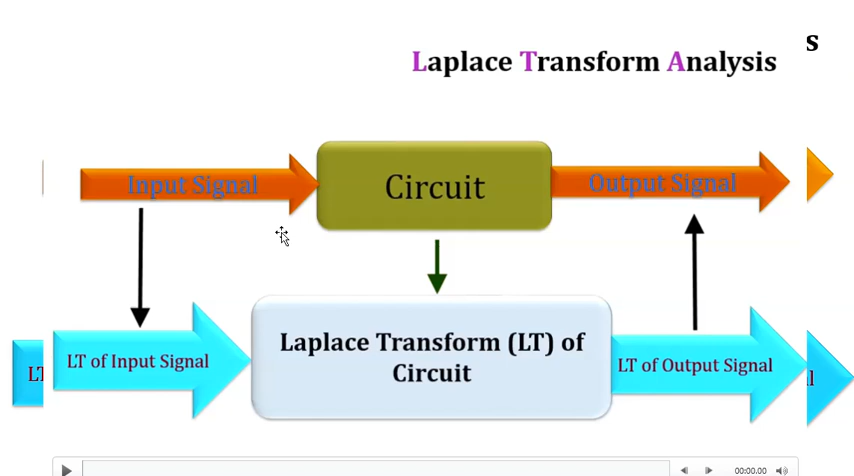 s
Laplace Transform Analysis
Input Signal
Circuit
Output Signal
LT
LT of Input Signal
Laplace Transform (LT) of
Circuit
LT of Output Signal
l
00:00.00